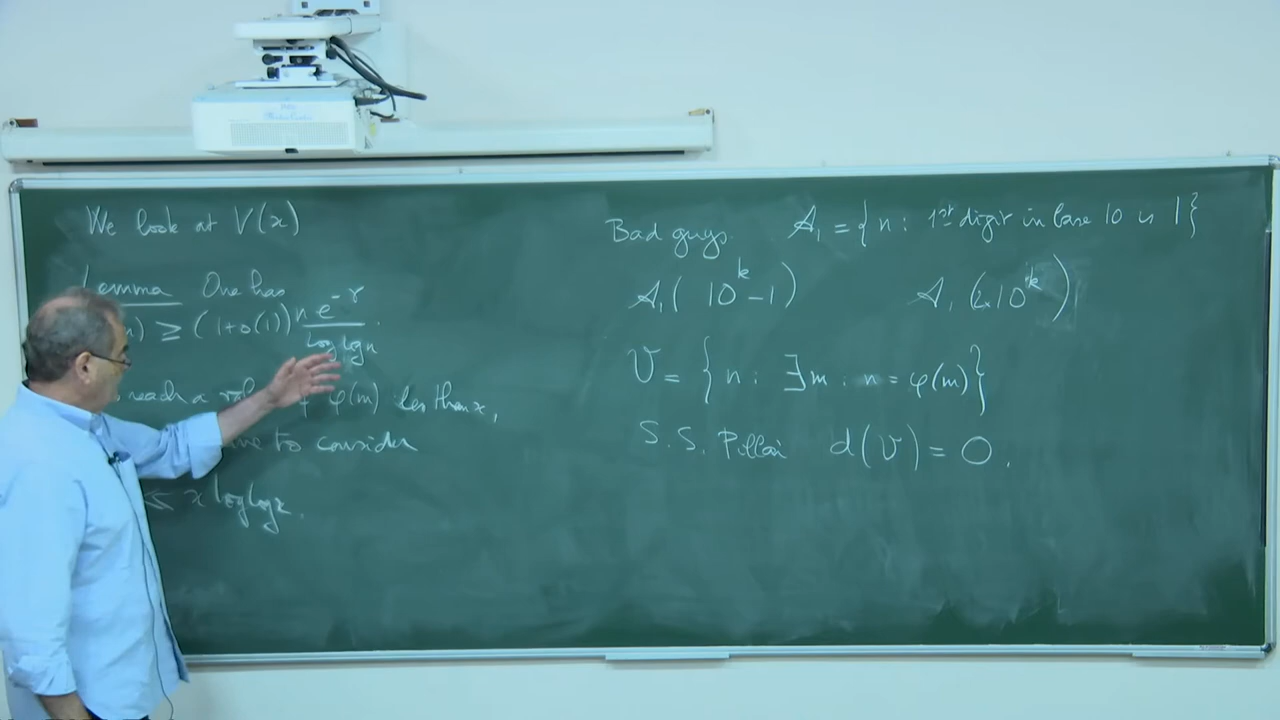 We look at V(x)
Lemma One has
) ≥ (1+o(1)) n e^{-γ} / log log n .
reach a φ(m) less than x,
to consider
≪ x log log x.
Bad guys. A₁ = {n : 1st digit in base 10 is 1}
A₁( 10^k −1) A₁ (2·10^k)
V = { n : ∃ m : n = φ(m)}
S.S. Pillai d(V) = 0.